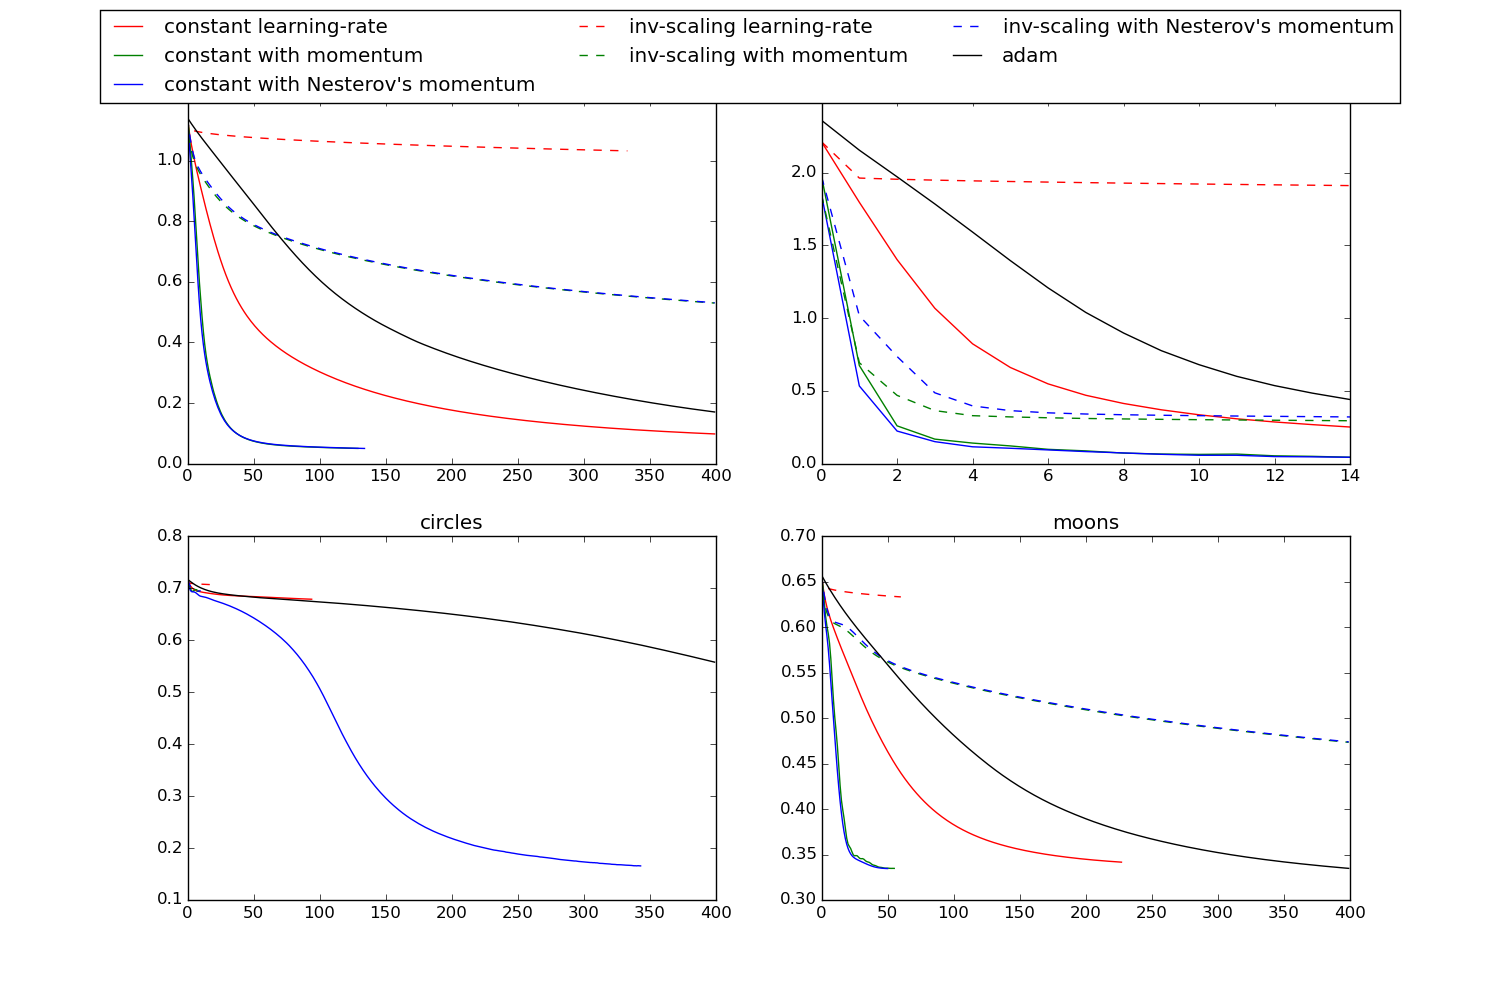 constant learning-rate
constant with momentum
constant with Nesterov's momentum
inv-scaling learning-rate
inv-scaling with momentum
inv-scaling with Nesterov's momentum
adam
1.0
0.8
0.6
0.4
0.2
0.0
0 50 100 150 200 250 300 350 400
2.0
1.5
1.0
0.5
0.0
0 2 4 6 8 10 12 14
circles
0.8
0.7
0.6
0.5
0.4
0.3
0.2
0.1
0 50 100 150 200 250 300 350 400
moons
0.70
0.65
0.60
0.55
0.50
0.45
0.40
0.35
0.30
0 50 100 150 200 250 300 350 400